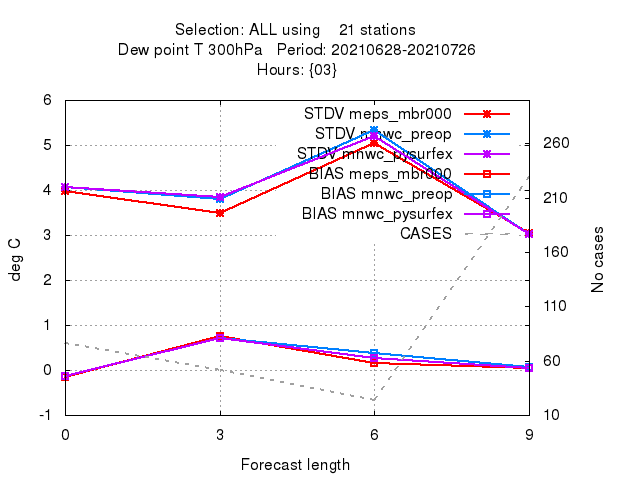 Selection: ALL using    21 stations
Dew point T 300hPa   Period: 20210628-20210726
Hours: {03}
STDV meps_mbr000
STDV mnwc_preop
STDV mnwc_pysurfex
BIAS meps_mbr000
BIAS mnwc_preop
BIAS mnwc_pysurfex
CASES
deg C
6
5
4
3
2
1
0
-1
No cases
260
210
160
110
60
10
0 3 6 9
Forecast length